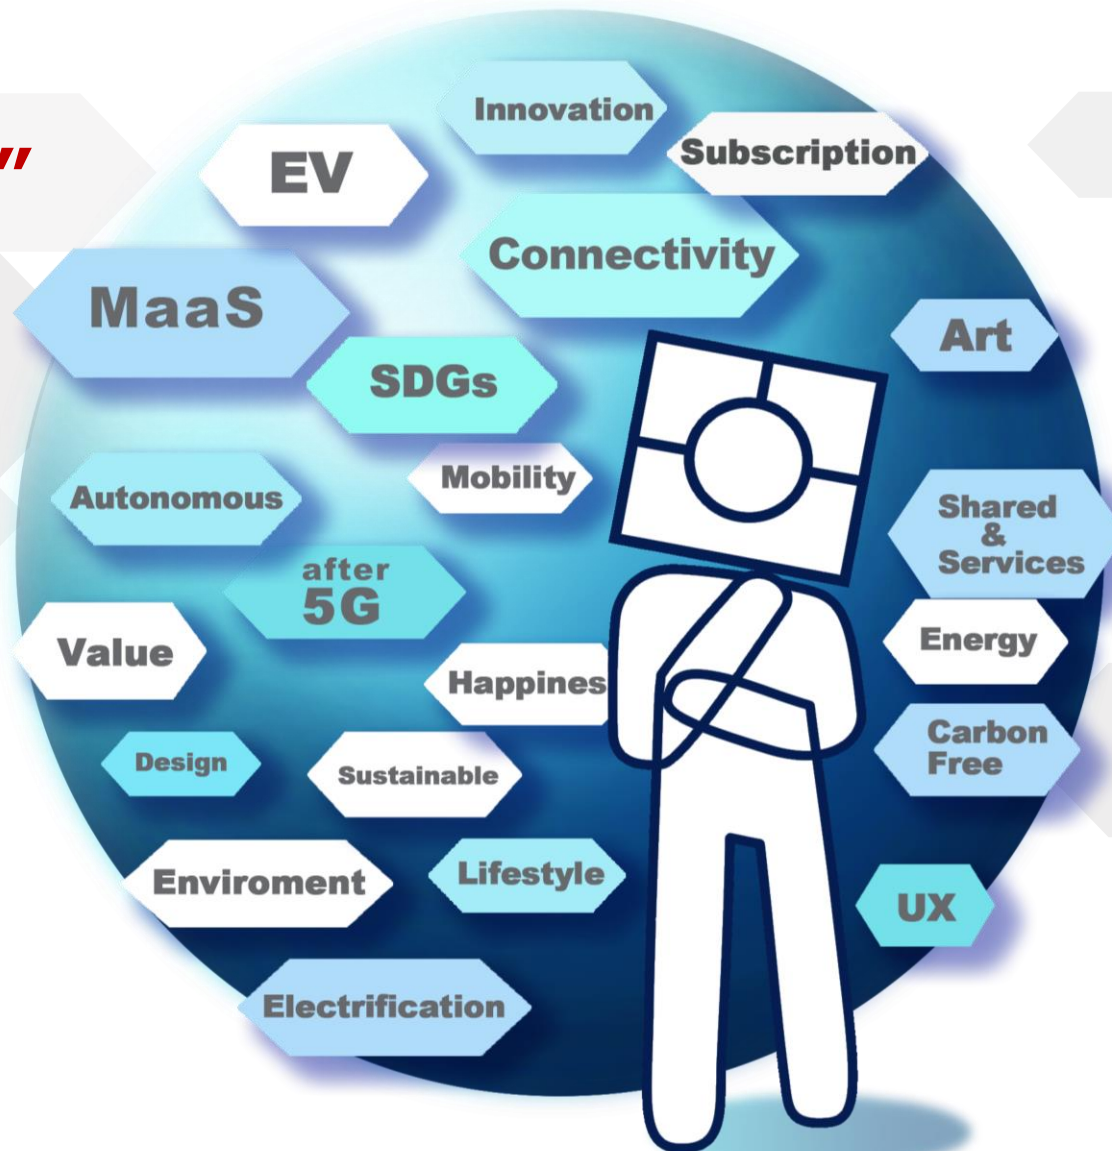 ”
Innovation
Subscription
EV
Connectivity
MaaS
Art
SDGs
Mobility
Autonomous
Shared
&
Services
after
5G
Value
Energy
Happines
Carbon
Free
Design
Sustainable
Enviroment
Lifestyle
UX
Electrification